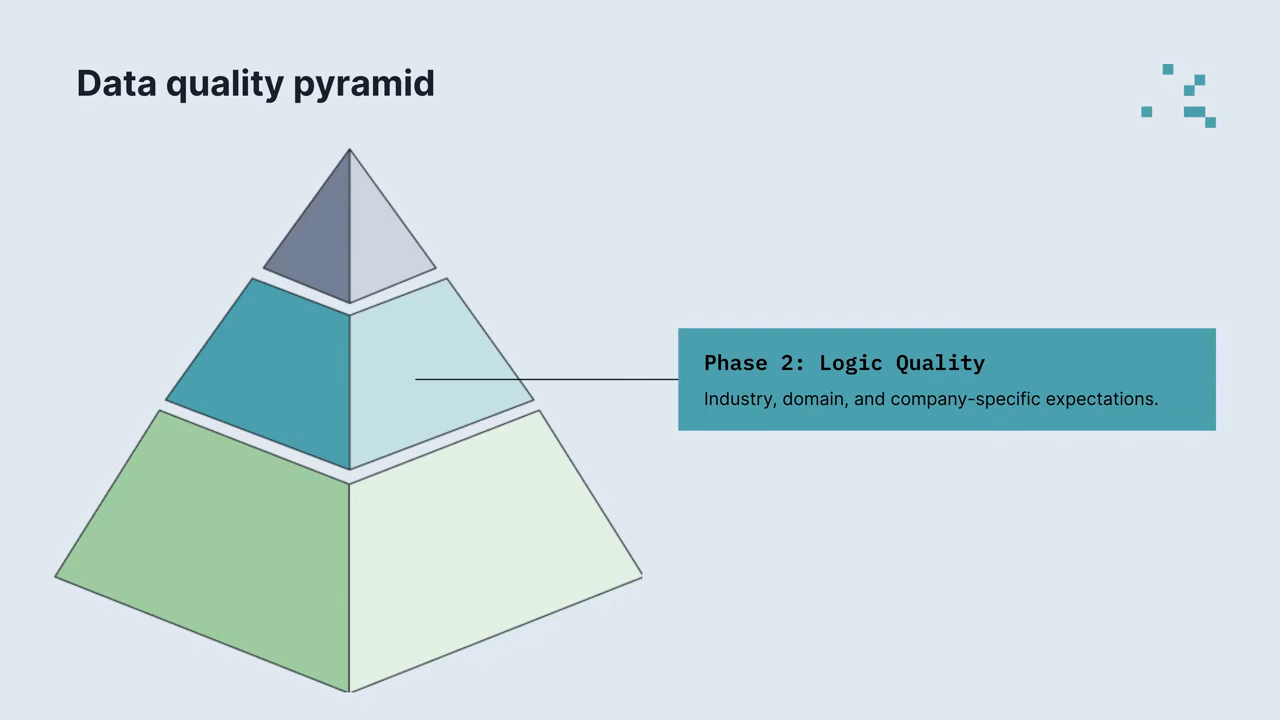 Data quality pyramid
Phase 2: Logic Quality
Industry, domain, and company-specific expectations.